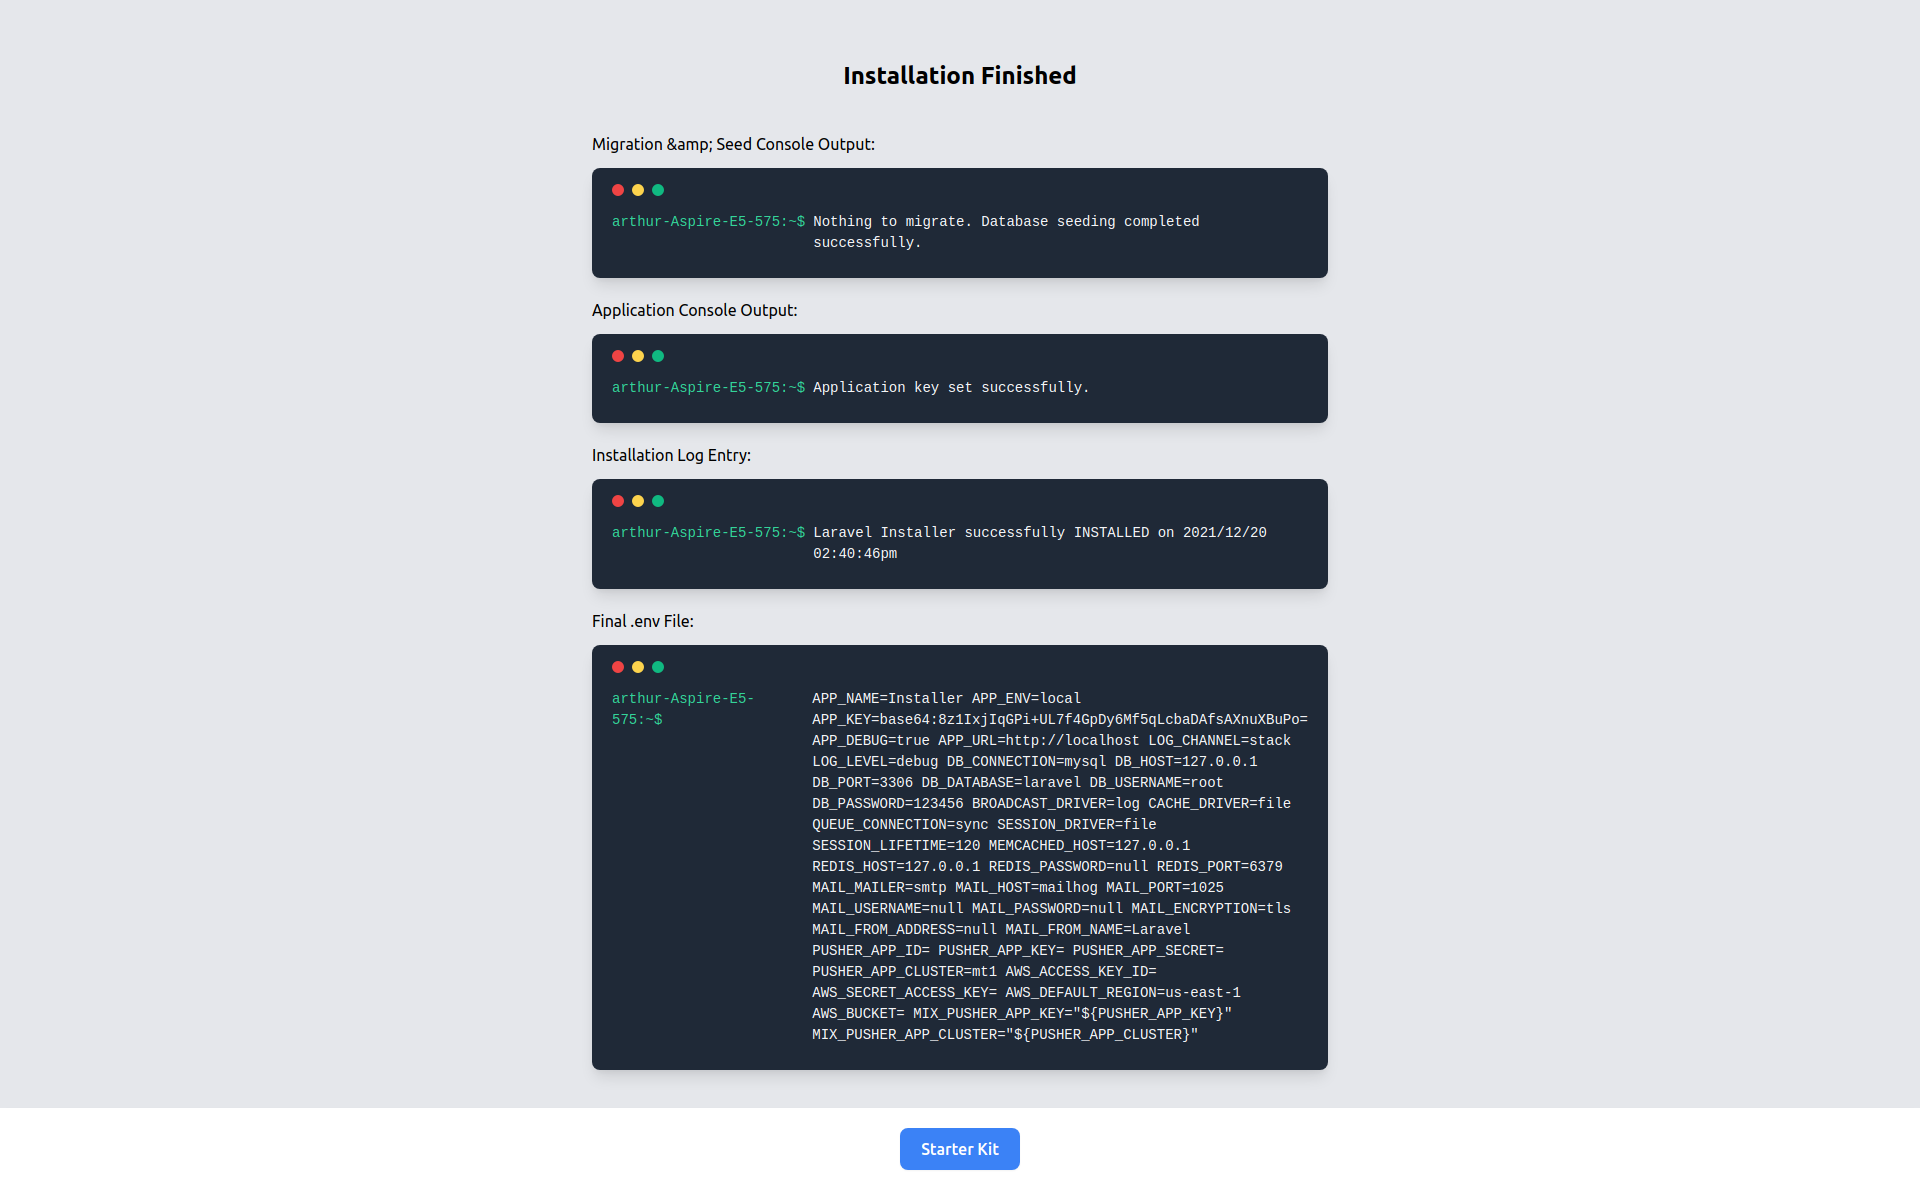 Installation Finished
Migration &amp; Seed Console Output:
arthur-Aspire-E5-575:~$ Nothing to migrate. Database seeding completed
successfully.
Application Console Output:
arthur-Aspire-E5-575:~$ Application key set successfully.
Installation Log Entry:
arthur-Aspire-E5-575:~$ Laravel Installer successfully INSTALLED on 2021/12/20
02:40:46pm
Final .env File:
arthur-Aspire-E5-
575:~$
APP_NAME=Installer APP_ENV=local
APP_KEY=base64:8z1IxjIqGPi+UL7f4GpDy6Mf5qLcbaDAfsAXnuXBuPo=
APP_DEBUG=true APP_URL=http://localhost LOG_CHANNEL=stack
LOG_LEVEL=debug DB_CONNECTION=mysql DB_HOST=127.0.0.1
DB_PORT=3306 DB_DATABASE=laravel DB_USERNAME=root
DB_PASSWORD=123456 BROADCAST_DRIVER=log CACHE_DRIVER=file
QUEUE_CONNECTION=sync SESSION_DRIVER=file
SESSION_LIFETIME=120 MEMCACHED_HOST=127.0.0.1
REDIS_HOST=127.0.0.1 REDIS_PASSWORD=null REDIS_PORT=6379
MAIL_MAILER=smtp MAIL_HOST=mailhog MAIL_PORT=1025
MAIL_USERNAME=null MAIL_PASSWORD=null MAIL_ENCRYPTION=tls
MAIL_FROM_ADDRESS=null MAIL_FROM_NAME=Laravel
PUSHER_APP_ID= PUSHER_APP_KEY= PUSHER_APP_SECRET=
PUSHER_APP_CLUSTER=mt1 AWS_ACCESS_KEY_ID=
AWS_SECRET_ACCESS_KEY= AWS_DEFAULT_REGION=us-east-1
AWS_BUCKET= MIX_PUSHER_APP_KEY="${PUSHER_APP_KEY}"
MIX_PUSHER_APP_CLUSTER="${PUSHER_APP_CLUSTER}"
Starter Kit